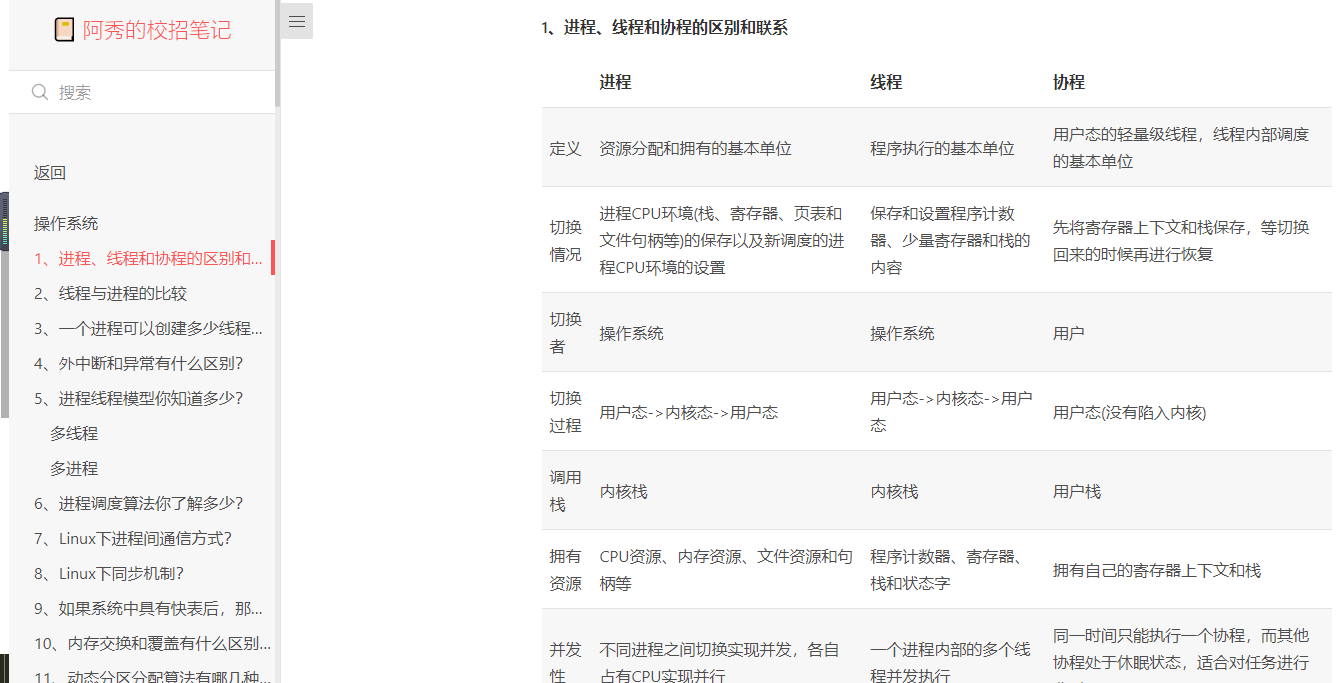 阿秀的校招笔记
搜索
返回
操作系统
1、进程、线程和协程的区别和...
2、线程与进程的比较
3、一个进程可以创建多少线程...
4、外中断和异常有什么区别？
5、进程线程模型你知道多少？
多线程
多进程
6、进程调度算法你了解多少？
7、Linux下进程间通信方式？
8、Linux下同步机制？
9、如果系统中具有快表后，那...
10、内存交换和覆盖有什么区别...
11、动态分区分配算法有哪几种...
1、进程、线程和协程的区别和联系
进程 线程 协程
定义 资源分配和拥有的基本单位 程序执行的基本单位 用户态的轻量级线程，线程内部调度
的基本单位
切换
情况
进程CPU环境(栈、寄存器、页表和
文件句柄等)的保存以及新调度的进
程CPU环境的设置
保存和设置程序计数
器、少量寄存器和栈的
内容
先将寄存器上下文和栈保存，等切换
回来的时候再进行恢复
切换
者
操作系统
操作系统
用户
切换
过程
用户态->内核态->用户态
用户态->内核态->用户
态
用户态(没有陷入内核)
调用
栈
内核栈
内核栈
用户栈
拥有
资源
CPU资源、内存资源、文件资源和句
柄等
程序计数器、寄存器、
栈和状态字
拥有自己的寄存器上下文和栈
并发
性
不同进程之间切换实现并发，各自
占有CPU实现并行
一个进程内部的多个线
程并发执行
同一时间只能执行一个协程，而其他
协程处于休眠状态，适合对任务进行